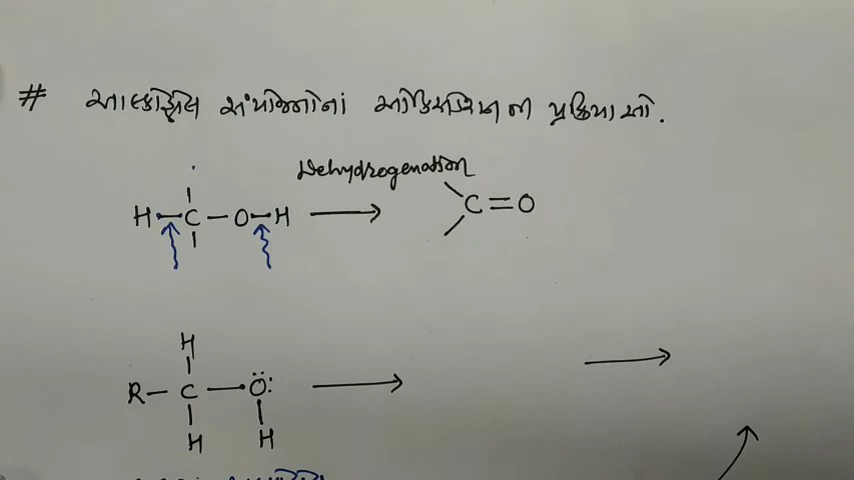 # આલ્કોહોલ સંયોજનોનાં ઓક્સિડેશન ની પ્રક્રિયાઓ.
Dehydrogenation
H—C—O—H ⟶ C=O
H
R—C—Ö: ⟶ ⟶
H H